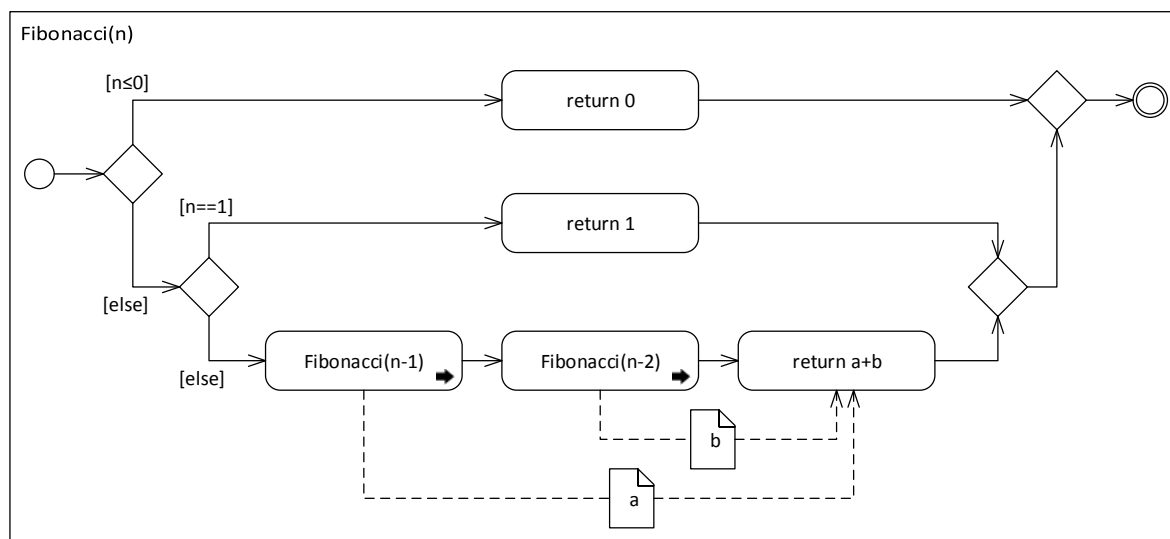 Fibonacci(n)
[n≤0]
return 0
[n==1]
return 1
[else]
[else]
Fibonacci(n-1)
Fibonacci(n-2)
return a+b
b
a